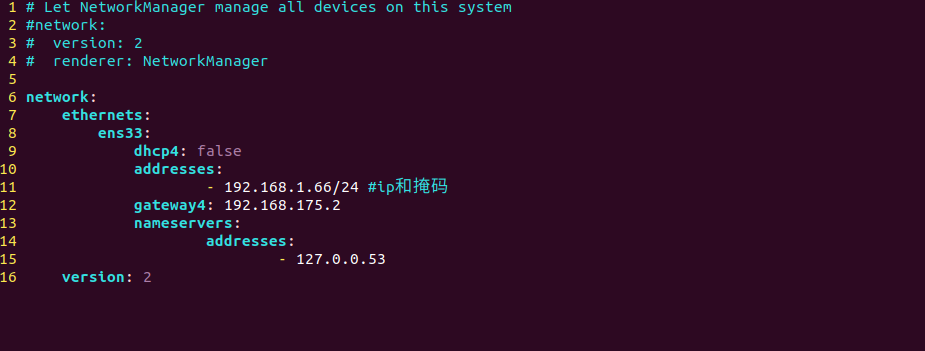 1 # Let NetworkManager manage all devices on this system
2 #network:
3 #  version: 2
4 #  renderer: NetworkManager
5
6 network:
7     ethernets:
8         ens33:
9             dhcp4: false
10             addresses:
11                     - 192.168.1.66/24 #ip和掩码
12             gateway4: 192.168.175.2
13             nameservers:
14                     addresses:
15                             - 127.0.0.53
16     version: 2